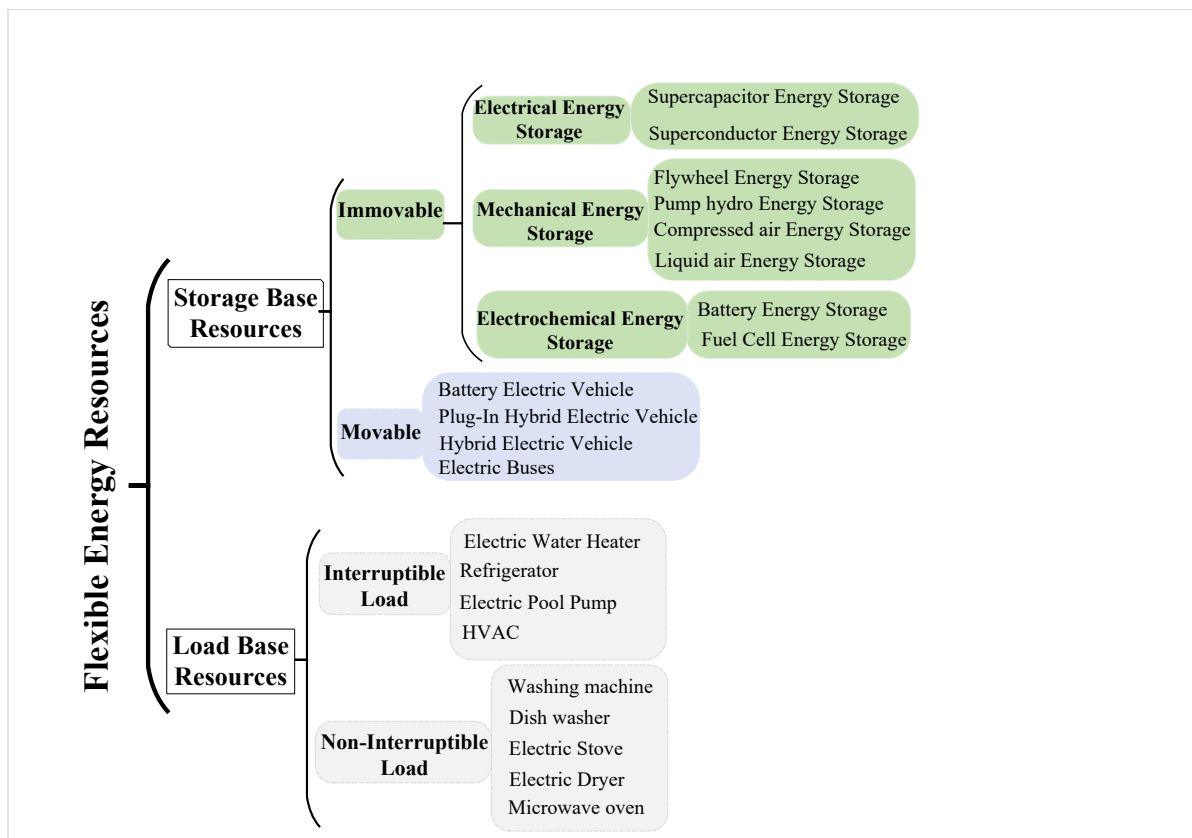 Flexible Energy Resources
Storage Base
Resources
Immovable
Electrical Energy
Storage
Supercapacitor Energy Storage
Superconductor Energy Storage
Mechanical Energy
Storage
Flywheel Energy Storage
Pump hydro Energy Storage
Compressed air Energy Storage
Liquid air Energy Storage
Electrochemical Energy
Storage
Battery Energy Storage
Fuel Cell Energy Storage
Movable
Battery Electric Vehicle
Plug-In Hybrid Electric Vehicle
Hybrid Electric Vehicle
Electric Buses
Load Base
Resources
Interruptible
Load
Electric Water Heater
Refrigerator
Electric Pool Pump
HVAC
Non-Interruptible
Load
Washing machine
Dish washer
Electric Stove
Electric Dryer
Microwave oven